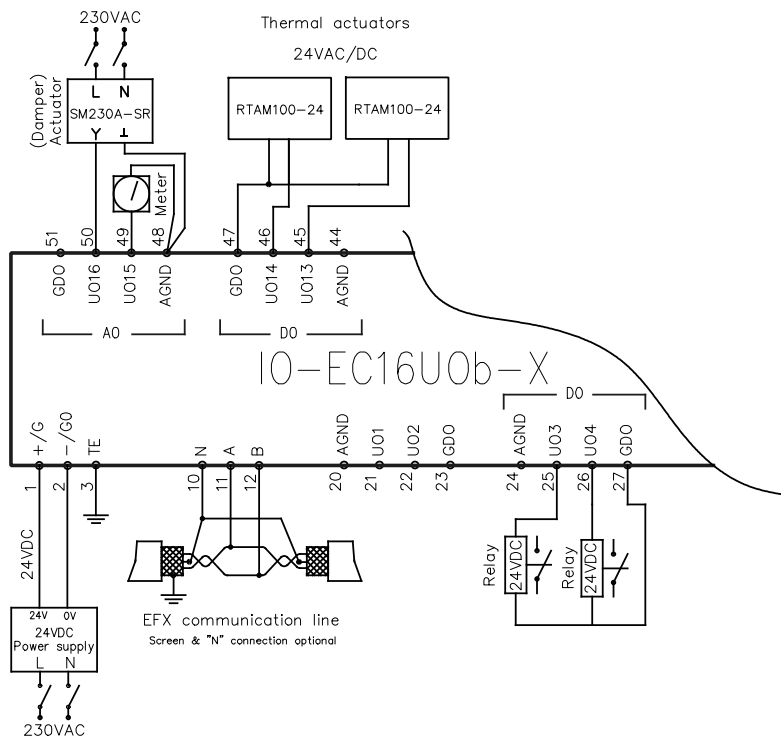 230VAC
Thermal actuators
24VAC/DC
L N
SM230A-SR
Y ⊥
(Damper)
Actuator
RTAM100-24
RTAM100-24
Meter
51 50 49 48 47 46 45 44
GDO UO16 UO15 AGND GDO UO14 UO13 AGND
AO DO
IO-EC16UOb-X
DO
+/G -/G0 TE N A B AGND UO1 UO2 GDO AGND UO3 UO4 GDO
1 2 3 10 11 12 20 21 22 23 24 25 26 27
24VDC
Relay
24VDC
Relay
24VDC
EFX communication line
Screen & "N" connection optional
24V 0V
24VDC
Power supply
L N
230VAC